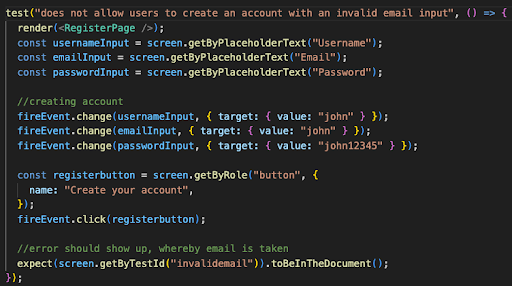 test("does not allow users to create an account with an invalid email input", () => {
  render(<RegisterPage />);
  const usernameInput = screen.getByPlaceholderText("Username");
  const emailInput = screen.getByPlaceholderText("Email");
  const passwordInput = screen.getByPlaceholderText("Password");

  //creating account
  fireEvent.change(usernameInput, { target: { value: "john" } });
  fireEvent.change(emailInput, { target: { value: "john" } });
  fireEvent.change(passwordInput, { target: { value: "john12345" } });

  const registerbutton = screen.getByRole("button", {
    name: "Create your account",
  });
  fireEvent.click(registerbutton);

  //error should show up, whereby email is taken
  expect(screen.getByTestId("invalidemail")).toBeInTheDocument();
});